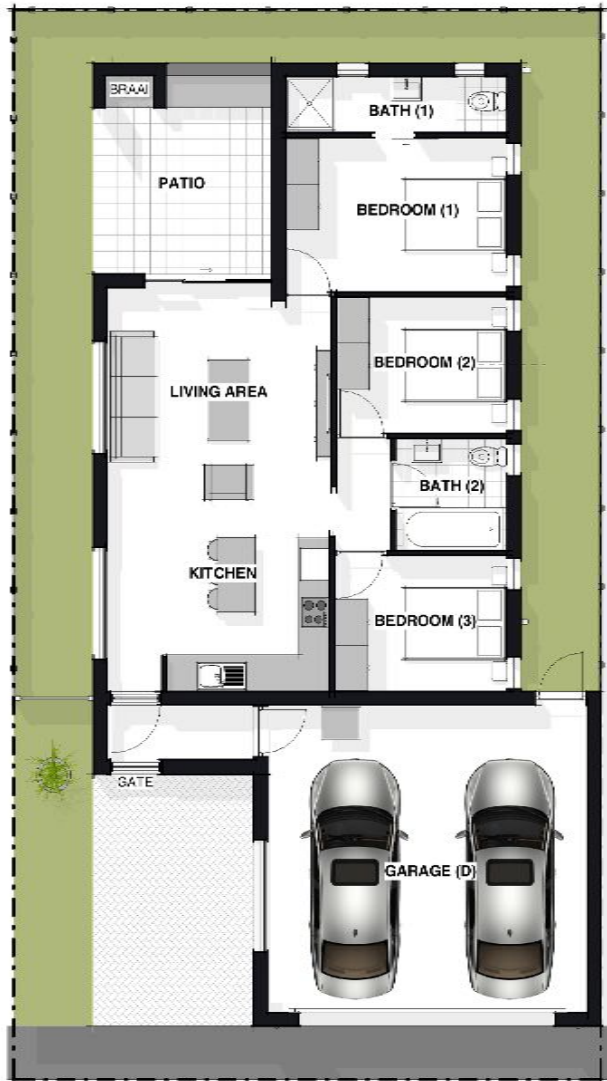 BRAAI
BATH (1)
PATIO
BEDROOM (1)
BEDROOM (2)
LIVING AREA
BATH (2)
KITCHEN
BEDROOM (3)
GATE
GARAGE (D)